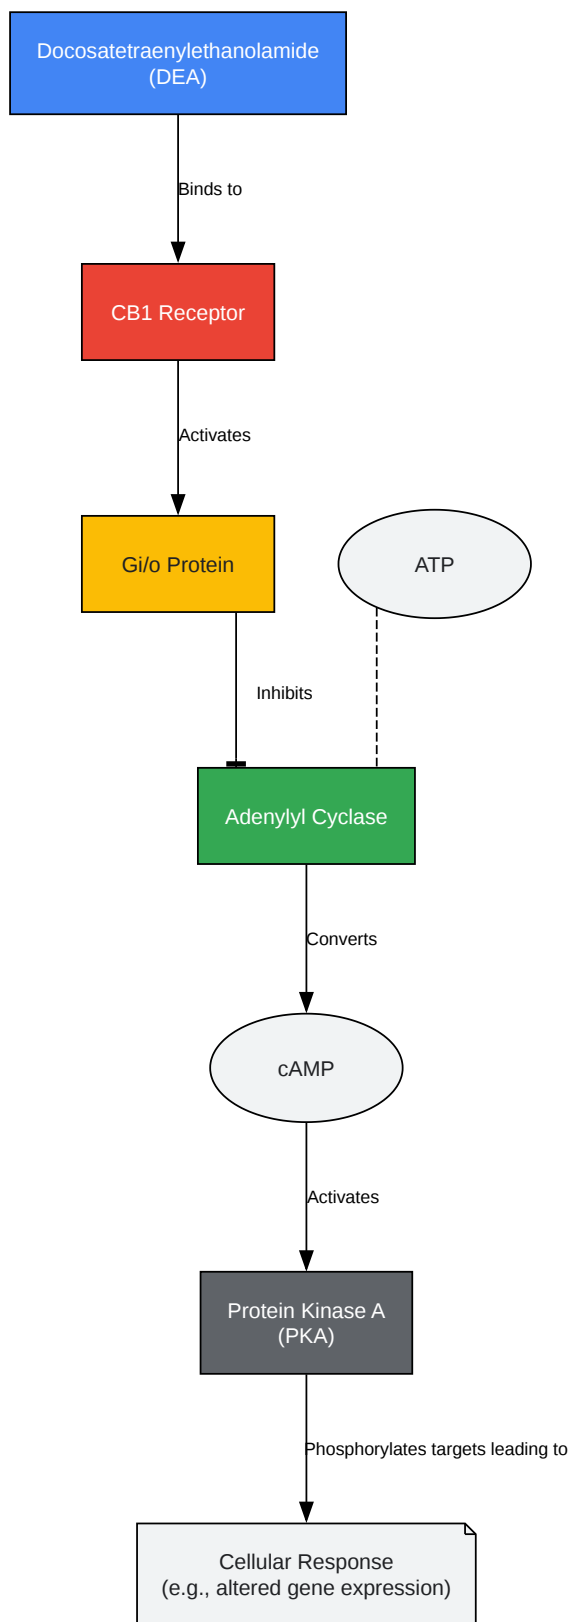 Docosatetraenylethanolamide
(DEA)
Binds to
CB1 Receptor
Activates
Gi/o Protein
ATP
Inhibits
Adenylyl Cyclase
Converts
cAMP
Activates
Protein Kinase A
(PKA)
Phosphorylates targets leading to
Cellular Response
(e.g., altered gene expression)